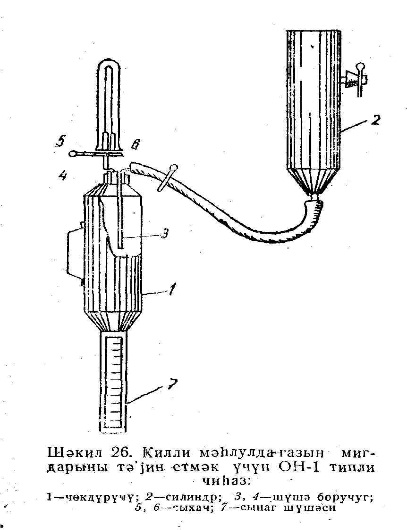 5
6
4
3
2
1
7
Шәкил 26. Килли мәһлулда газын миг-
дарыны тә'јин етмәк үчүн ОН-1 типли
чиһаз:
1—чөкдүрүчү; 2—силиндр; 3, 4—шүшә боручуг;
5, 6—тыхач; 7—сынаг шүшәси